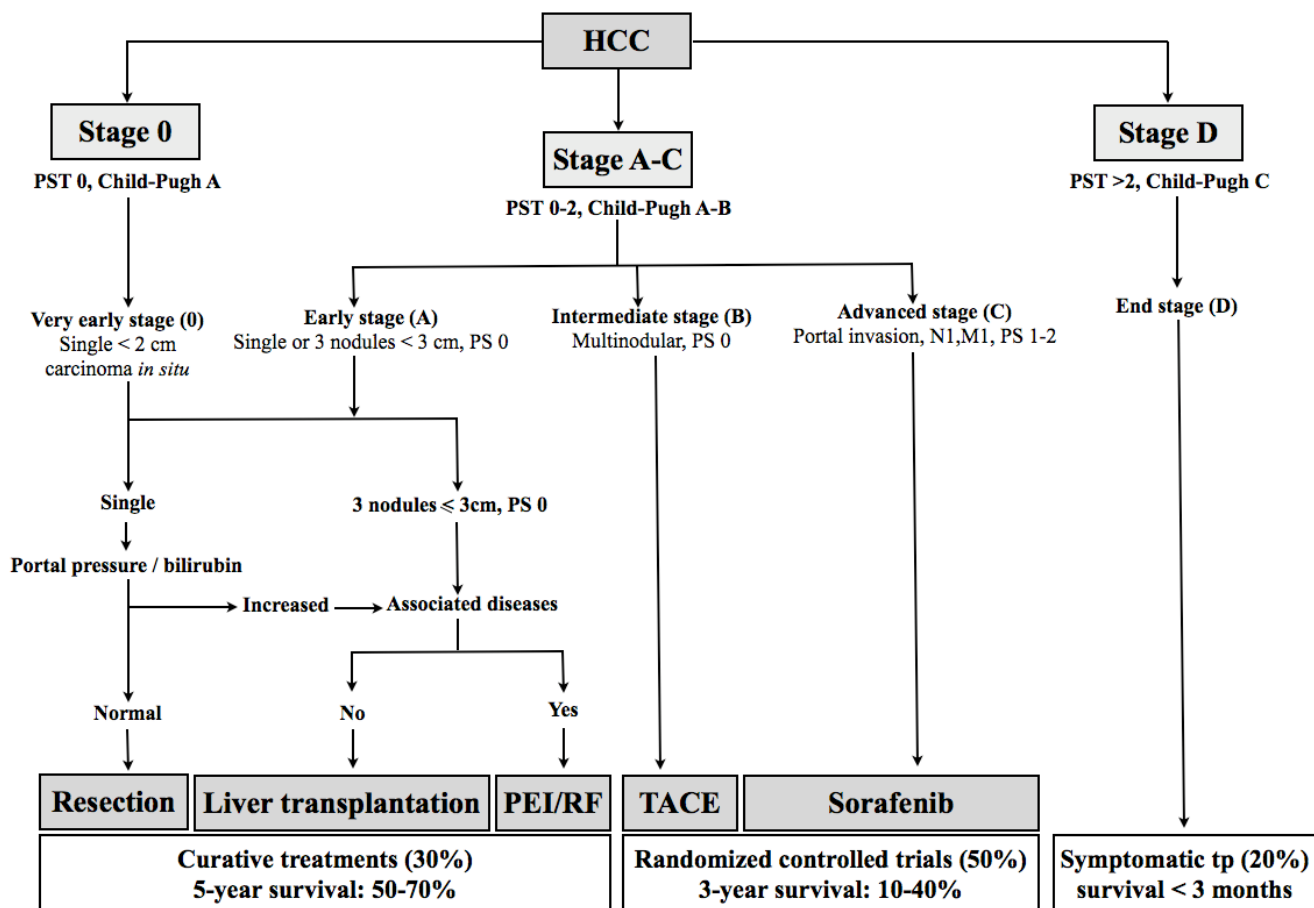 HCC
Stage 0
PST 0, Child-Pugh A
Stage A-C
PST 0-2, Child-Pugh A-B
Stage D
PST >2, Child-Pugh C
Very early stage (0)
Single < 2 cm
carcinoma in situ
Early stage (A)
Single or 3 nodules < 3 cm, PS 0
Intermediate stage (B)
Multinodular, PS 0
Advanced stage (C)
Portal invasion, N1,M1, PS 1-2
End stage (D)
Single
3 nodules ⩽ 3cm, PS 0
Portal pressure / bilirubin
Increased
Associated diseases
Normal
No
Yes
Resection
Liver transplantation
PEI/RF
TACE
Sorafenib
Curative treatments (30%)
5-year survival: 50-70%
Randomized controlled trials (50%)
3-year survival: 10-40%
Symptomatic tp (20%)
survival < 3 months